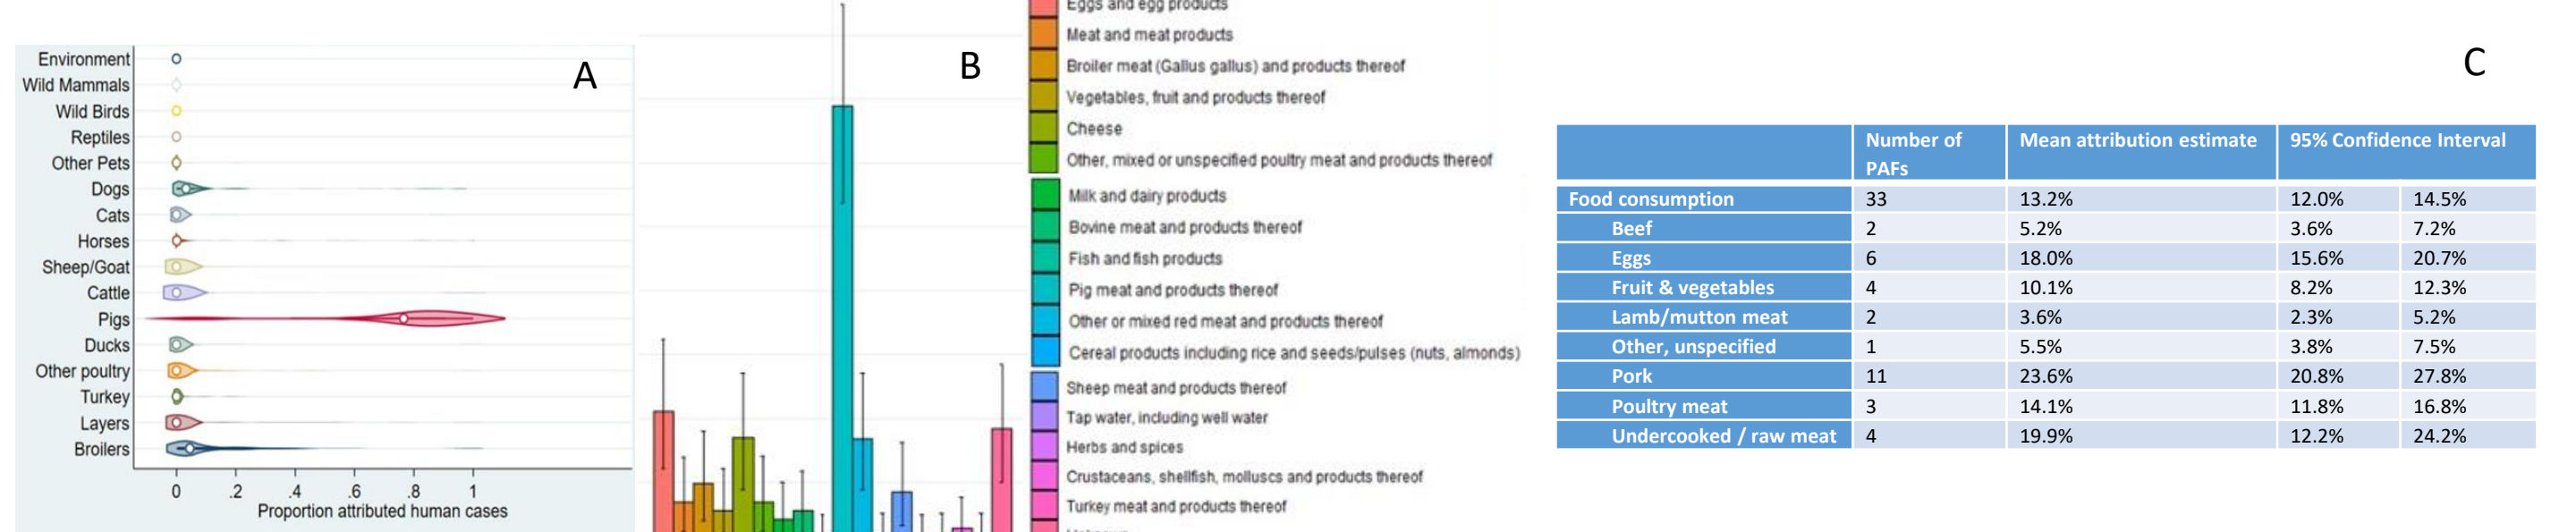 A
Environment
Wild Mammals
Wild Birds
Reptiles
Other Pets
Dogs
Cats
Horses
Sheep/Goat
Cattle
Pigs
Ducks
Other poultry
Turkey
Layers
Broilers
0 .2 .4 .6 .8 1
Proportion attributed human cases
B
Eggs and egg products
Meat and meat products
Broiler meat (Gallus gallus) and products thereof
Vegetables, fruit and products thereof
Cheese
Other, mixed or unspecified poultry meat and products thereof
Milk and dairy products
Bovine meat and products thereof
Fish and fish products
Pig meat and products thereof
Other or mixed red meat and products thereof
Cereal products including rice and seeds/pulses (nuts, almonds)
Sheep meat and products thereof
Tap water, including well water
Herbs and spices
Crustaceans, shellfish, molluscs and products thereof
Turkey meat and products thereof
C
Number of PAFs Mean attribution estimate 95% Confidence Interval
Food consumption 33 13.2% 12.0% 14.5%
Beef 2 5.2% 3.6% 7.2%
Eggs 6 18.0% 15.6% 20.7%
Fruit & vegetables 4 10.1% 8.2% 12.3%
Lamb/mutton meat 2 3.6% 2.3% 5.2%
Other, unspecified 1 5.5% 3.8% 7.5%
Pork 11 23.6% 20.8% 27.8%
Poultry meat 3 14.1% 11.8% 16.8%
Undercooked / raw meat 4 19.9% 12.2% 24.2%